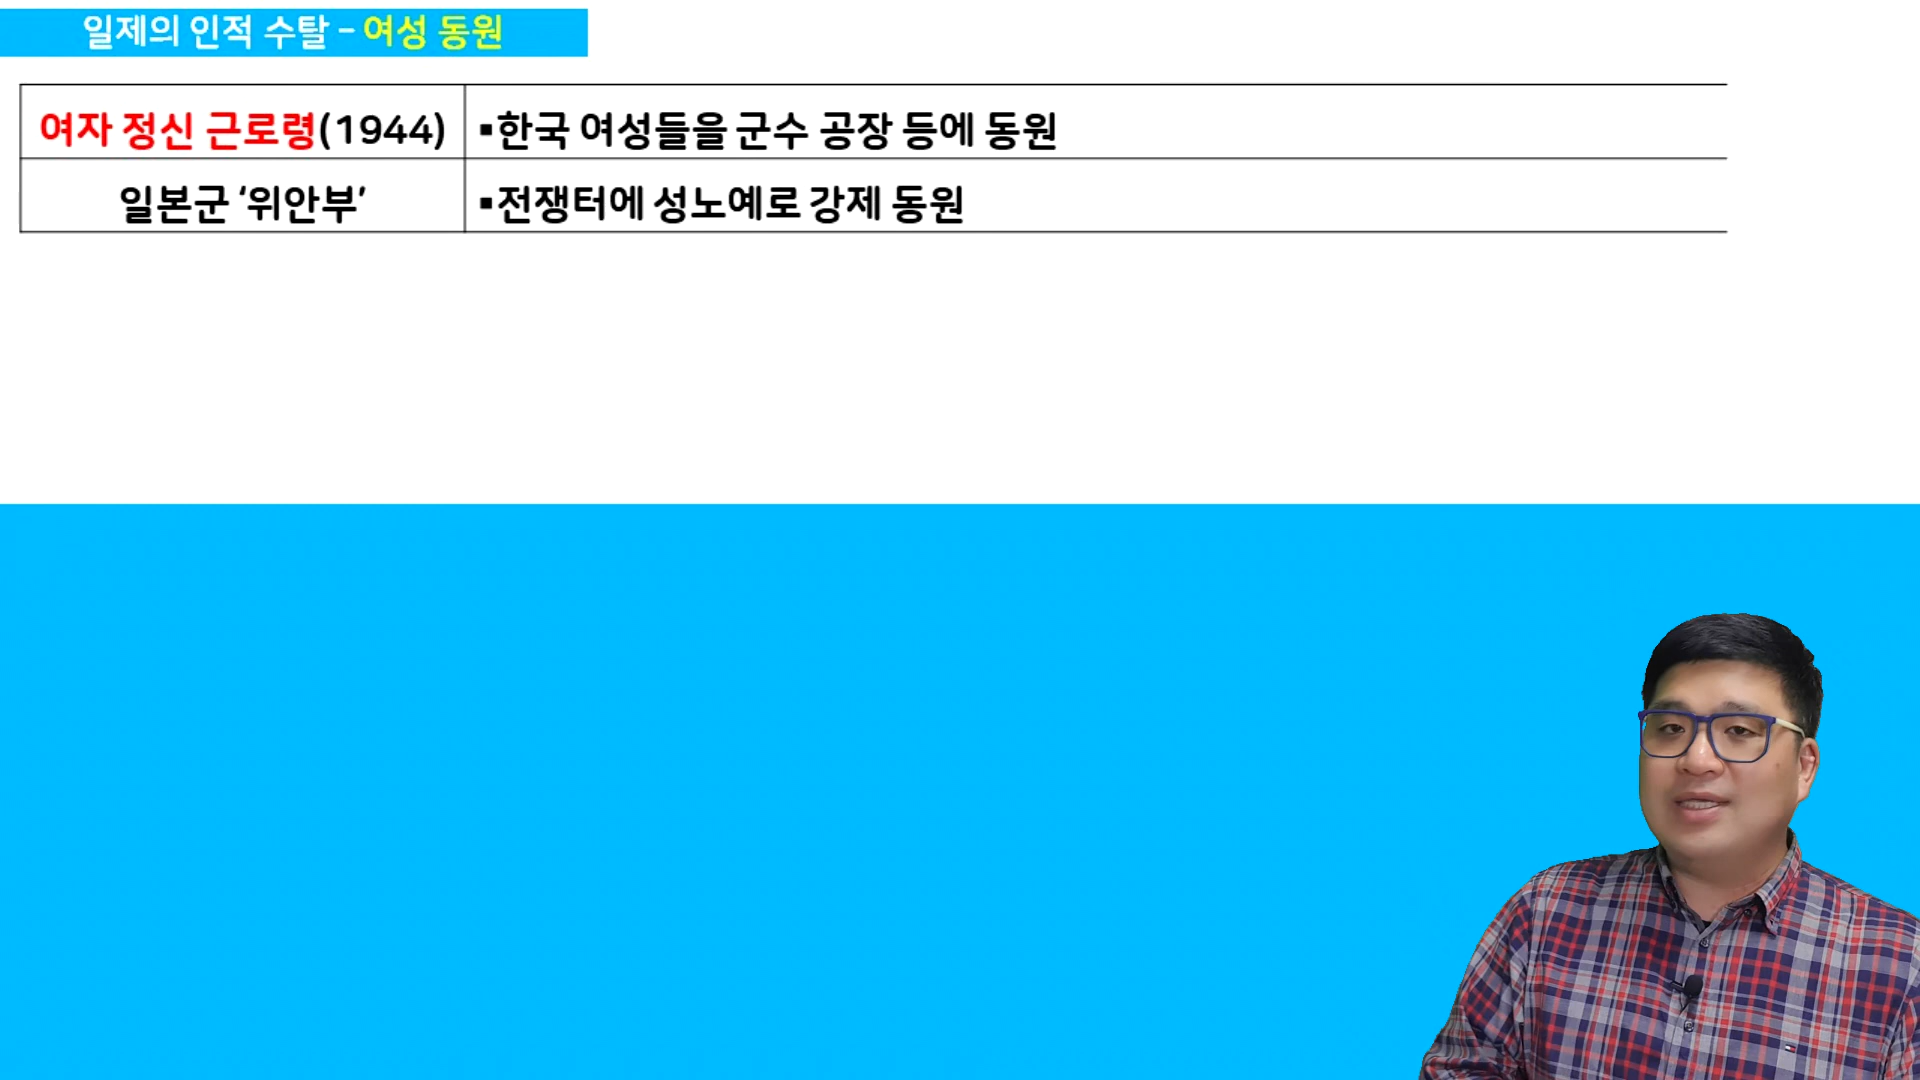 일제의 인적 수탈 - 여성 동원
여자 정신 근로령(1944)
▪한국 여성들을 군수 공장 등에 동원
일본군 ‘위안부’
▪전쟁터에 성노예로 강제 동원